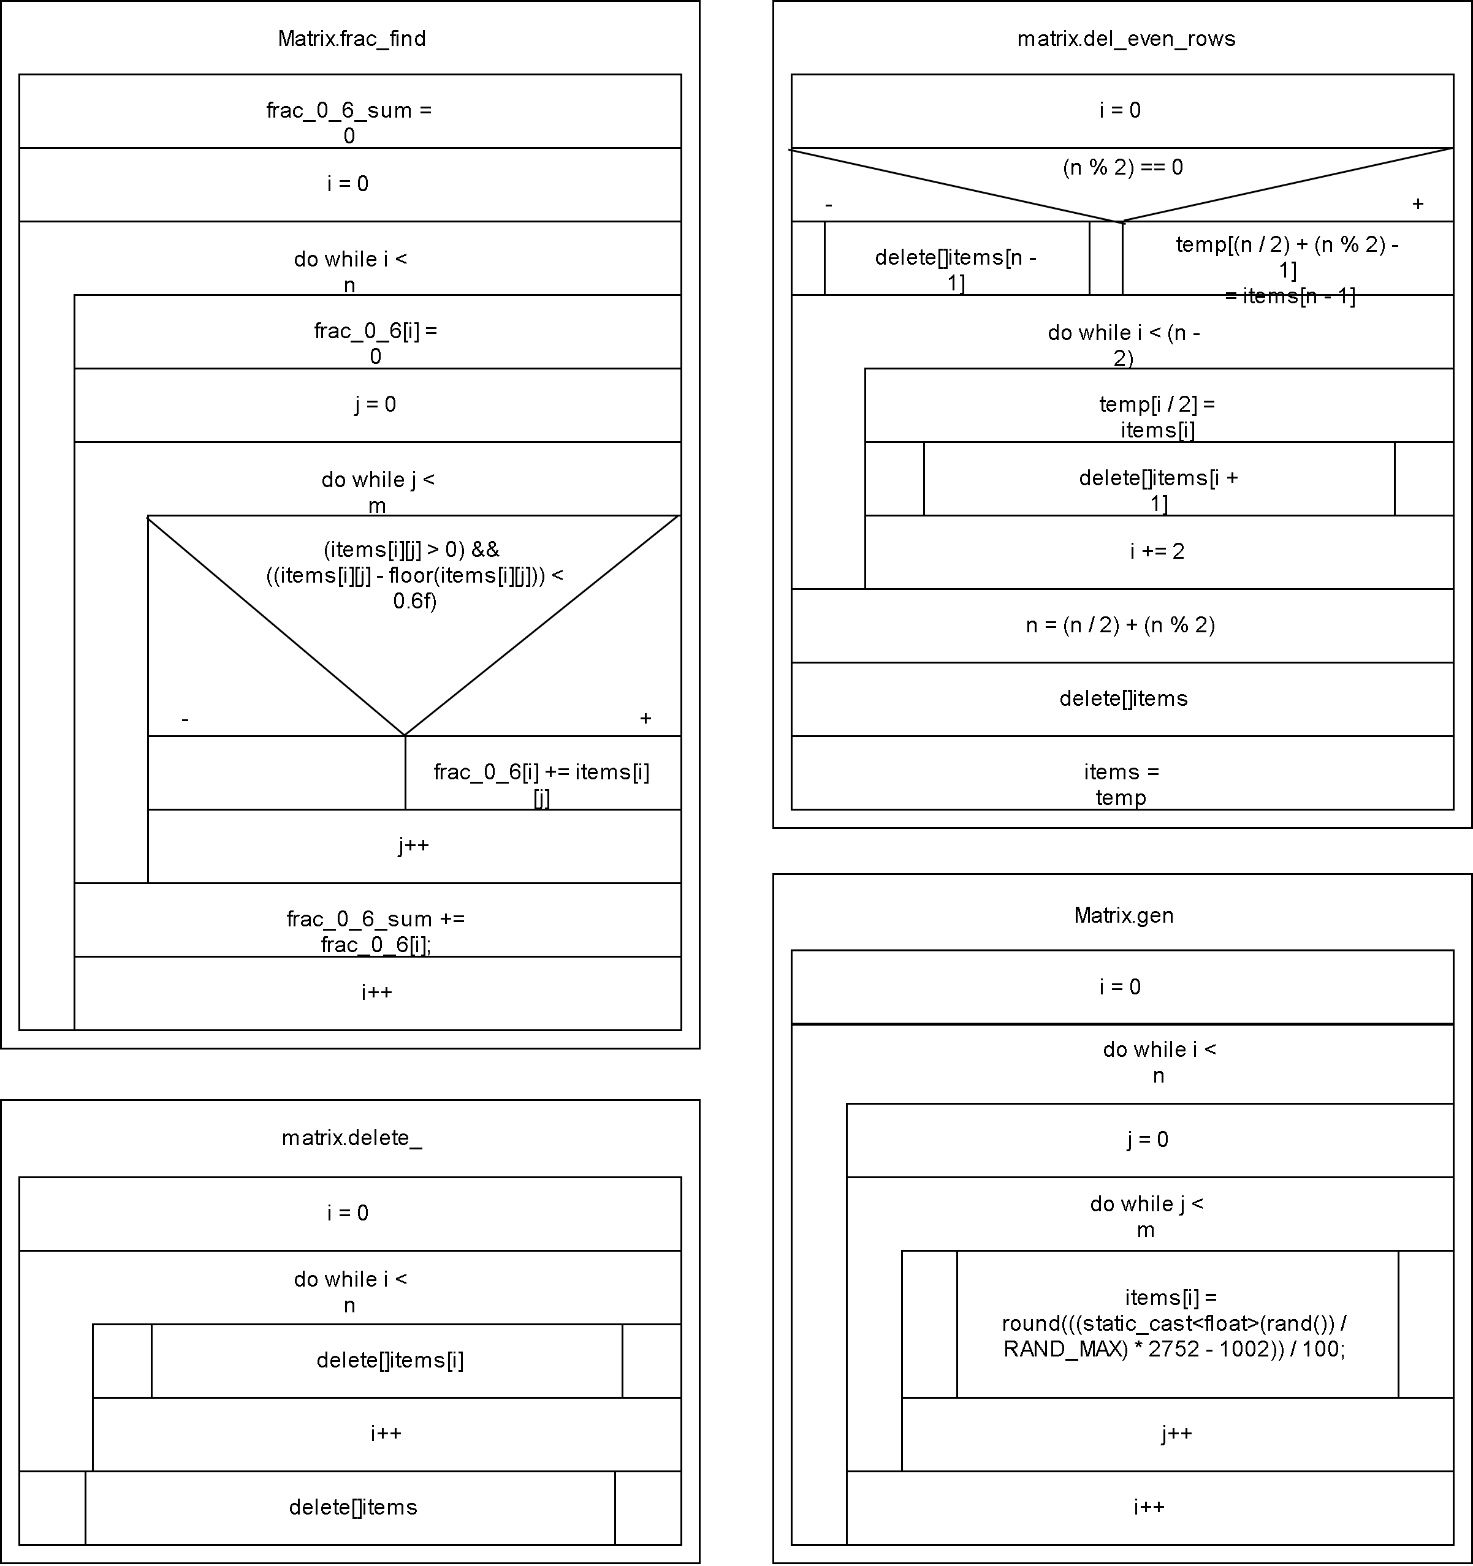 Matrix.frac_find
frac_0_6_sum =
0
i = 0
do while i <
n
frac_0_6[i] =
0
j = 0
do while j <
m
(items[i][j] > 0) &&
((items[i][j] - floor(items[i][j])) <
0.6f)
-
+
frac_0_6[i] += items[i]
[j]
j++
frac_0_6_sum +=
frac_0_6[i];
i++
matrix.delete_
i = 0
do while i <
n
delete[]items[i]
i++
delete[]items
matrix.del_even_rows
i = 0
(n % 2) == 0
-
+
delete[]items[n -
1]
temp[(n / 2) + (n % 2) -
1]
= items[n - 1]
do while i < (n -
2)
temp[i / 2] =
items[i]
delete[]items[i +
1]
i += 2
n = (n / 2) + (n % 2)
delete[]items
items =
temp
Matrix.gen
i = 0
do while i <
n
j = 0
do while j <
m
items[i] =
round(((static_cast<float>(rand()) /
RAND_MAX) * 2752 - 1002)) / 100;
j++
i++